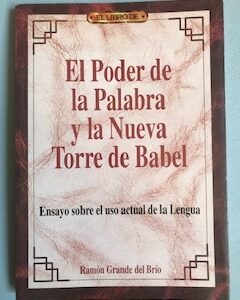 EL LIBRO DE
El Poder de
la Palabra
y la Nueva
Torre de Babel
Ensayo sobre el uso actual de la Lengua
Ramón Grande del Brío